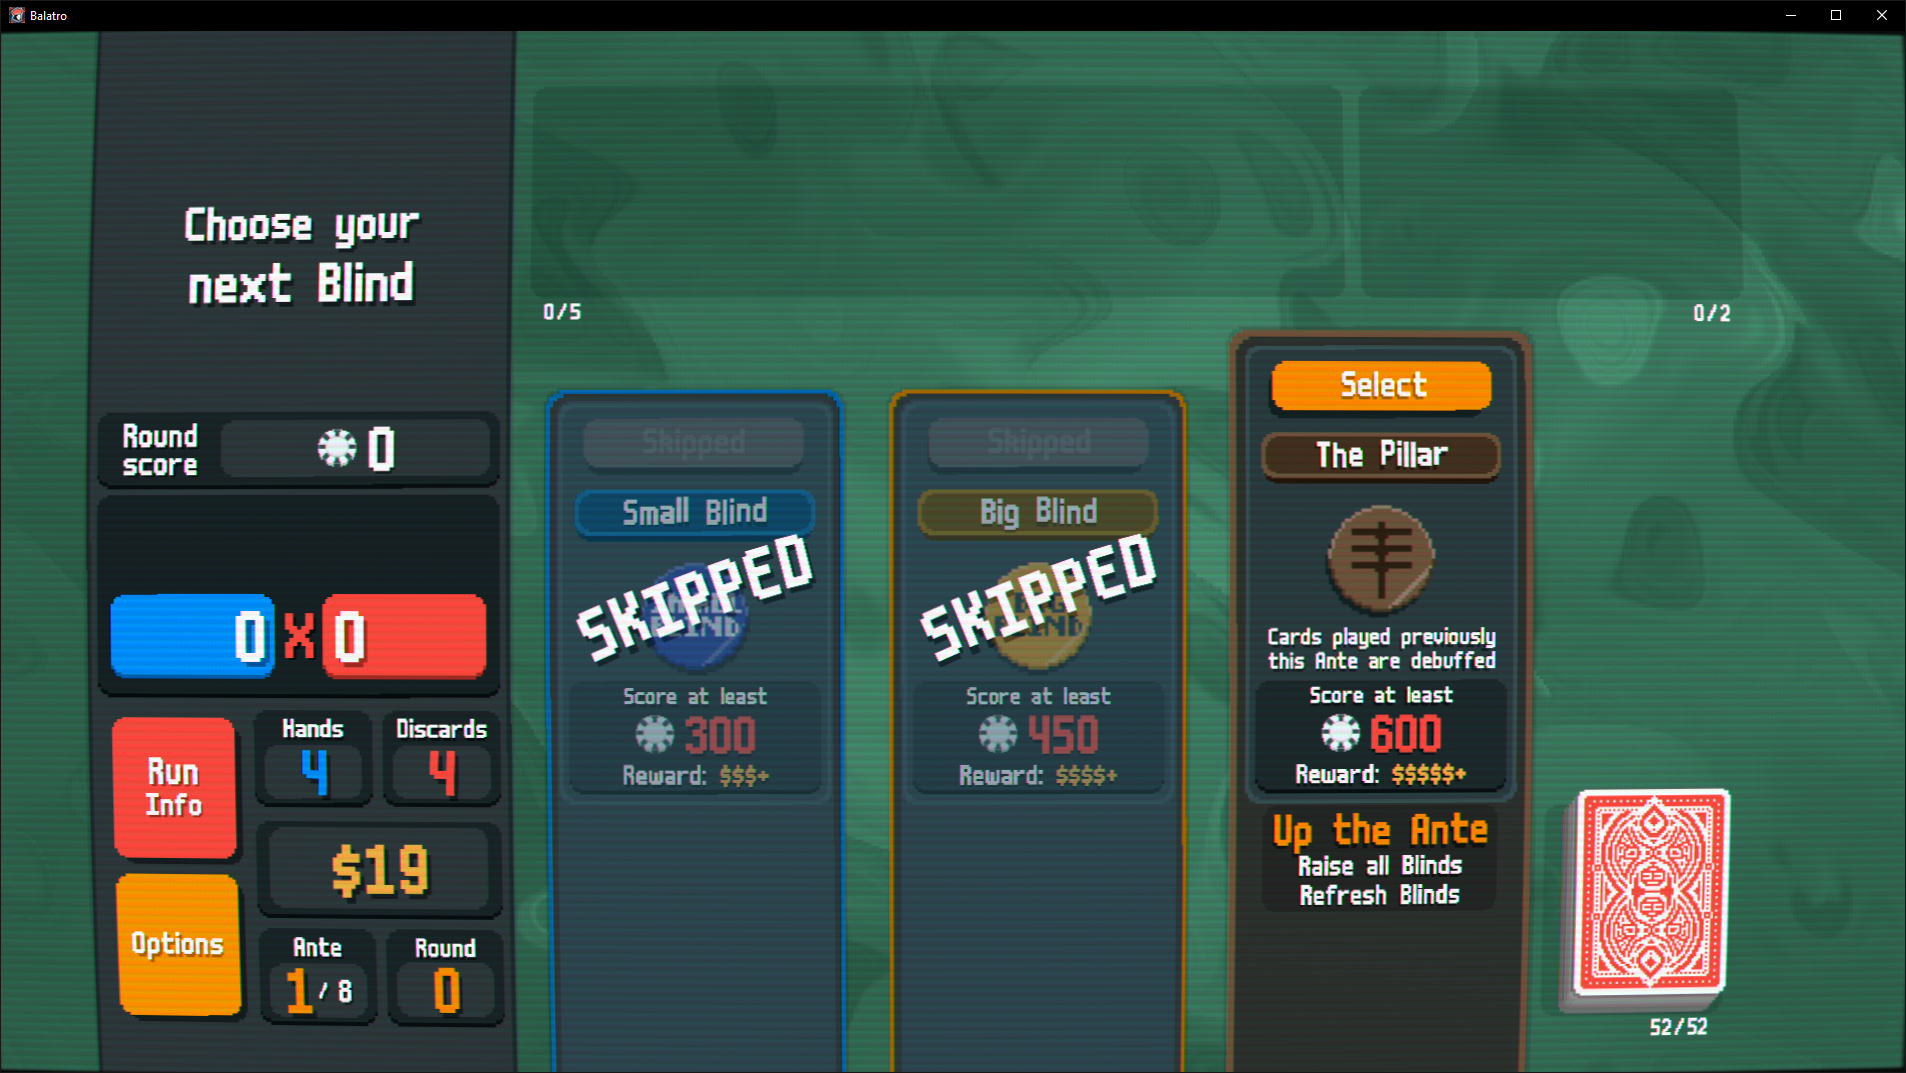 Balatro
Choose your
next Blind
Round
score
0
0 X 0
Run
Info
Hands
4
Discards
4
$19
Options
Ante
1 / 8
Round
0
0/5
0/2
Skipped
Small Blind
SKIPPED
Score at least
300
Reward: $$$+
Skipped
Big Blind
SKIPPED
Score at least
450
Reward: $$$$+
Select
The Pillar
Cards played previously
this Ante are debuffed
Score at least
600
Reward: $$$$$+
Up the Ante
Raise all Blinds
Refresh Blinds
52/52